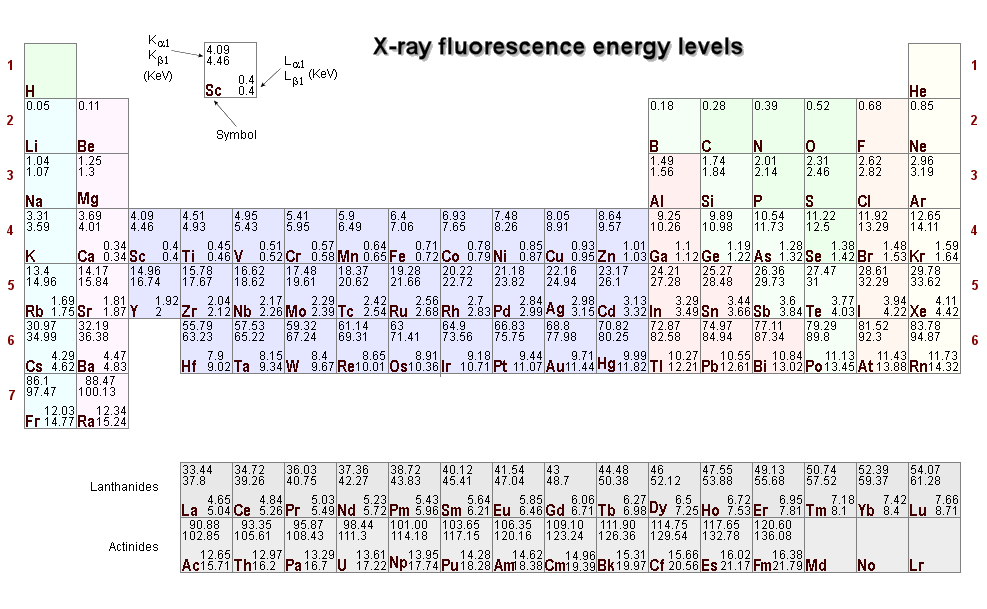 X-ray fluorescence energy levels
Kα1
Kβ1
(KeV)
4.09
4.46
0.4
Sc 0.4
Lα1
Lβ1 (KeV)
Symbol
1 1
H He
0.05 0.11 0.18 0.28 0.39 0.52 0.68 0.85
2 2
Li Be B C N O F Ne
1.04 1.25 1.49 1.74 2.01 2.31 2.62 2.96
1.07 1.3 1.56 1.84 2.14 2.46 2.82 3.19
3 3
Na Mg Al Si P S Cl Ar
3.31 3.69 4.09 4.51 4.95 5.41 5.9 6.4 6.93 7.48 8.05 8.64 9.25 9.89 10.54 11.22 11.92 12.65
3.59 4.01 4.46 4.93 5.43 5.95 6.49 7.06 7.65 8.26 8.91 9.57 10.26 10.98 11.73 12.5 13.29 14.11
4 4
0.34 0.4 0.45 0.51 0.57 0.64 0.71 0.78 0.85 0.93 1.01 1.1 1.19 1.28 1.38 1.48 1.59
K Ca 0.34 Sc 0.4 Ti 0.46 V 0.52 Cr 0.58 Mn 0.65 Fe 0.72 Co 0.79 Ni 0.87 Cu 0.95 Zn 1.03 Ga 1.12 Ge 1.22 As 1.32 Se 1.42 Br 1.53 Kr 1.64
13.4 14.17 14.96 15.78 16.62 17.48 18.37 19.28 20.22 21.18 22.16 23.17 24.21 25.27 26.36 27.47 28.61 29.78
14.96 15.84 16.74 17.67 18.62 19.61 20.62 21.66 22.72 23.82 24.94 26.1 27.28 28.48 29.73 31 32.29 33.62
5 5
1.69 1.81 1.92 2.04 2.17 2.29 2.42 2.56 2.7 2.84 2.98 3.13 3.29 3.44 3.6 3.77 3.94 4.11
Rb 1.75 Sr 1.87 Y 2 Zr 2.12 Nb 2.26 Mo 2.39 Tc 2.54 Ru 2.68 Rh 2.83 Pd 2.99 Ag 3.15 Cd 3.32 In 3.49 Sn 3.66 Sb 3.84 Te 4.03 I 4.22 Xe 4.42
30.97 32.19 55.79 57.53 59.32 61.14 63 64.9 66.83 68.8 70.82 72.87 74.97 77.11 79.29 81.52 83.78
34.99 36.38 63.23 65.22 67.24 69.31 71.41 73.56 75.75 77.98 80.25 82.58 84.94 87.34 89.8 92.3 94.87
6 6
4.29 4.47 7.9 8.15 8.4 8.65 8.91 9.18 9.44 9.71 9.99 10.27 10.55 10.84 11.13 11.43 11.73
Cs 4.62 Ba 4.83 Hf 9.02 Ta 9.34 W 9.67 Re 10.01 Os 10.36 Ir 10.71 Pt 11.07 Au 11.44 Hg 11.82 Tl 12.21 Pb 12.61 Bi 13.02 Po 13.45 At 13.88 Rn 14.32
86.1 88.47
97.47 100.13
7
12.03 12.34
Fr 14.77 Ra 15.24
33.44 34.72 36.03 37.36 38.72 40.12 41.54 43 44.48 46 47.55 49.13 50.74 52.39 54.07
37.8 39.26 40.75 42.27 43.83 45.41 47.04 48.7 50.38 52.12 53.88 55.68 57.52 59.37 61.28
Lanthanides
4.65 4.84 5.03 5.23 5.43 5.64 5.85 6.06 6.27 6.5 6.72 6.95 7.18 7.42 7.66
La 5.04 Ce 5.26 Pr 5.49 Nd 5.72 Pm 5.96 Sm 6.21 Eu 6.46 Gd 6.71 Tb 6.98 Dy 7.25 Ho 7.53 Er 7.81 Tm 8.1 Yb 8.4 Lu 8.71
90.88 93.35 95.87 98.44 101.00 103.65 106.35 109.10 111.90 114.75 117.65 120.60
102.85 105.61 108.43 111.3 114.18 117.15 120.16 123.24 126.36 129.54 132.78 136.08
Actinides
12.65 12.97 13.29 13.61 13.95 14.28 14.62 14.96 15.31 15.66 16.02 16.38
Ac 15.71 Th 16.2 Pa 16.7 U 17.22 Np 17.74 Pu 18.28 Am 18.38 Cm 19.39 Bk 19.97 Cf 20.56 Es 21.17 Fm 21.79 Md No Lr